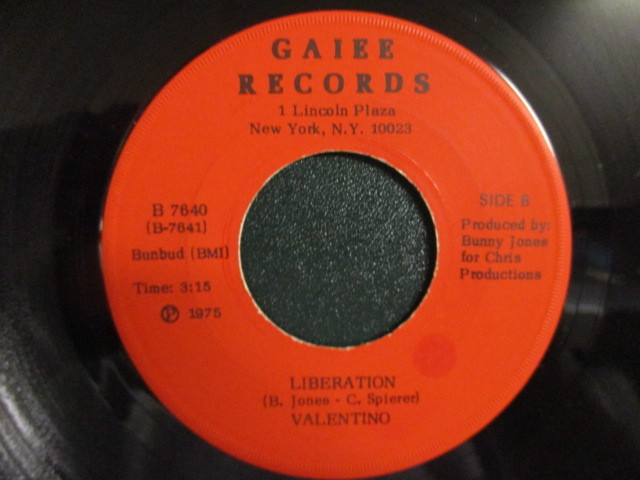 GAIEE
RECORDS
1 Lincoln Plaza
New York, N.Y. 10023
B 7640
(B-7641)
Bunbud (BMI)
Time: 3:15
Ⓟ 1975
SIDE B
Produced by:
Bunny Jones
for Chris
Productions
LIBERATION
(B. Jones - C. Spierer)
VALENTINO